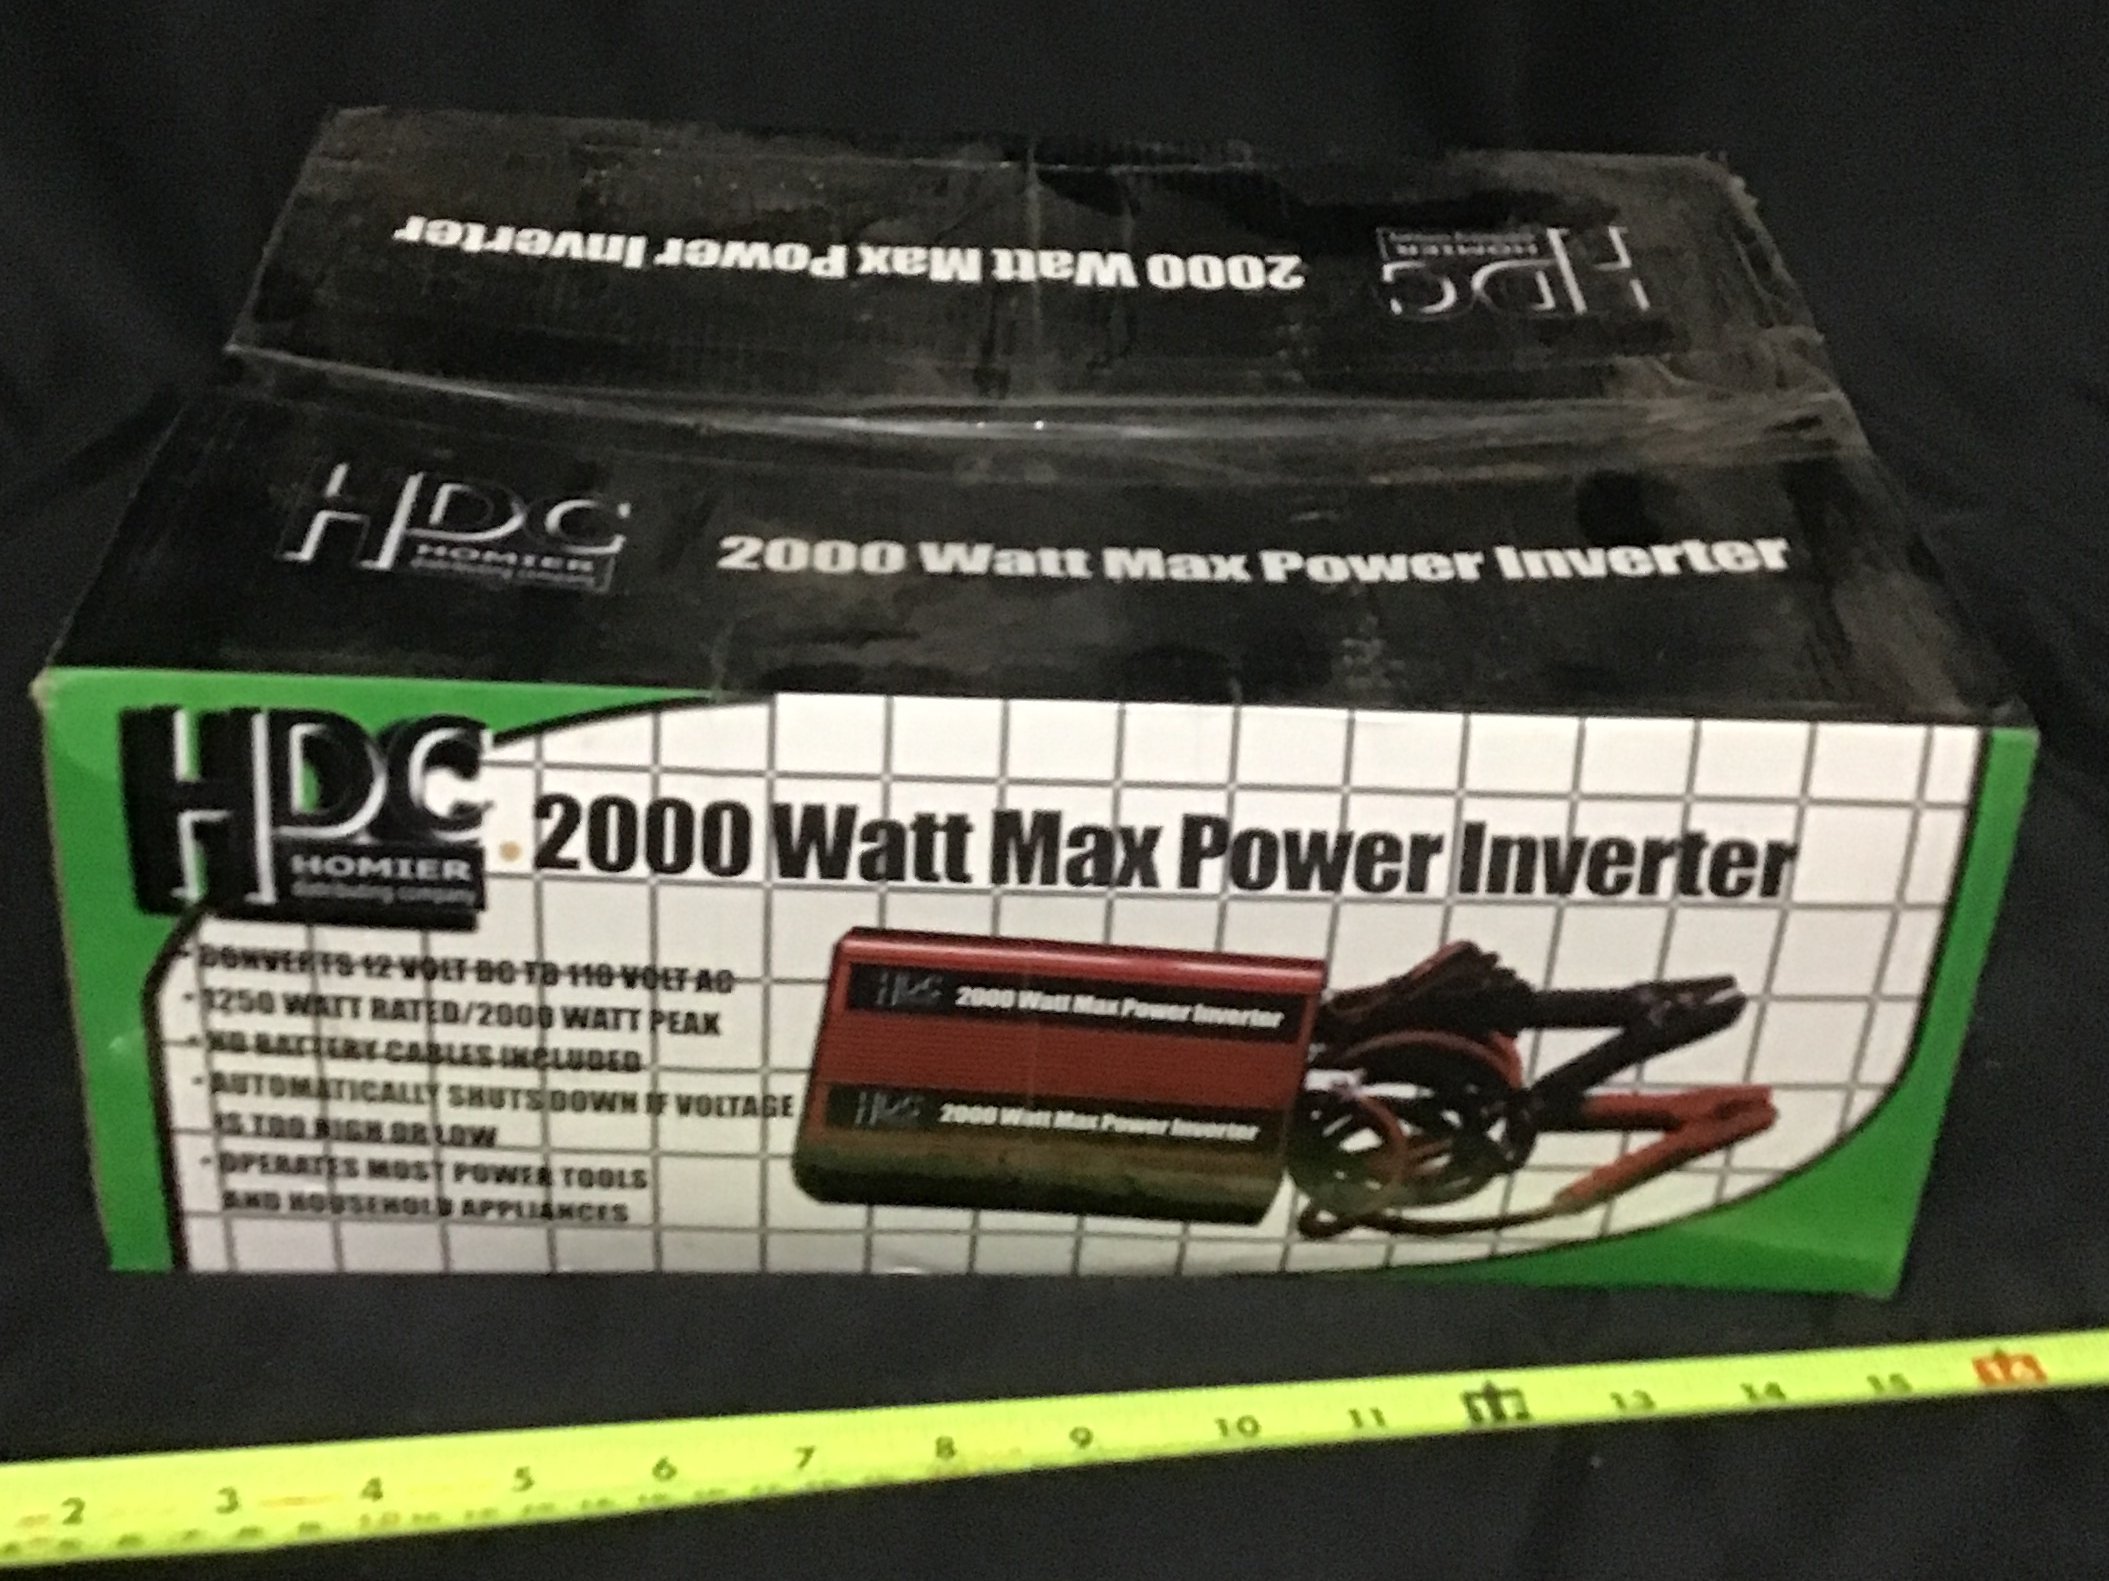 2000 Watt Max Power Inverter
HDC
HOMIER
HDC
HOMIER
distributing company
2000 Watt Max Power Inverter
HDC
HOMIER
distributing company
2000 Watt Max Power Inverter
- CONVERTS 12 VOLT DC TO 110 VOLT AC
- 1250 WATT RATED/2000 WATT PEAK
- HD BATTERY CABLES INCLUDED
- AUTOMATICALLY SHUTS DOWN IF VOLTAGE
IS TOO HIGH OR LOW
- OPERATES MOST POWER TOOLS
AND HOUSEHOLD APPLIANCES
HDC 2000 Watt Max Power Inverter
HDC 2000 Watt Max Power Inverter
2 3 4 5 6 7 8 9 10 11 13 14 15